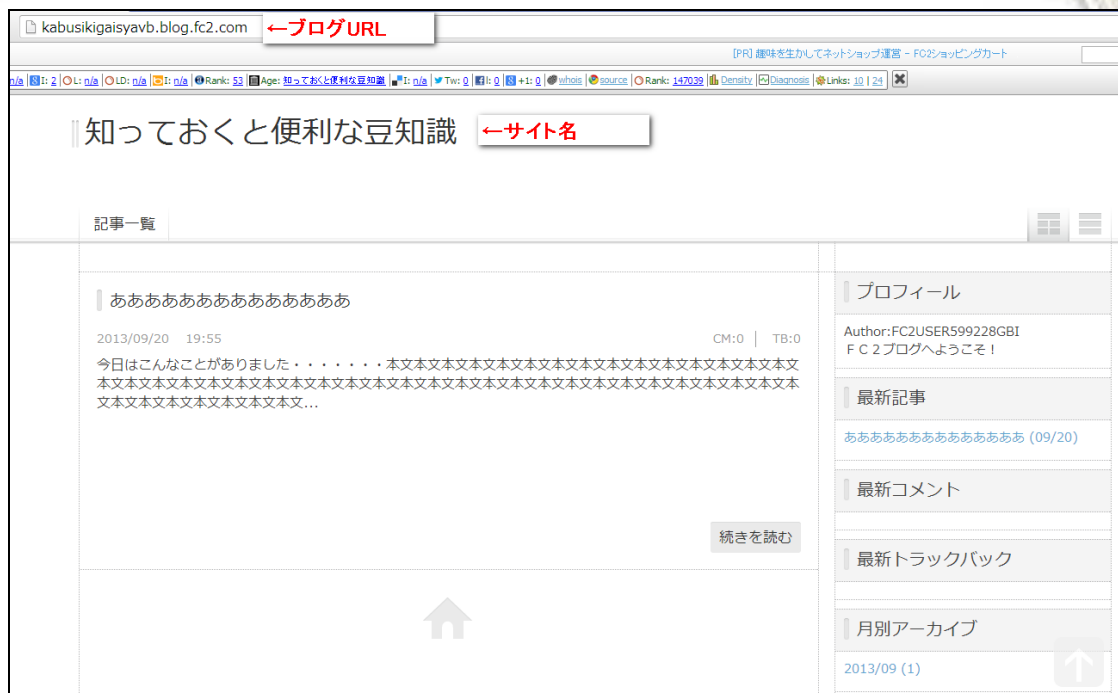 kabusikigaisyavb.blog.fc2.com ←ブログURL
[PR] 趣味を生かしてネットショップ運営 - FC2ショッピングカート
n/a I: 2 L: n/a LD: n/a I: n/a Rank: 53 Age: 知っておくと便利な豆知識 I: n/a Tw: 0 l: 0 +1: 0 whois source Rank: 147039 Density Diagnosis Links: 10 | 24
知っておくと便利な豆知識 ←サイト名
記事一覧
ああああああああああああああ
2013/09/20 19:55 CM:0 TB:0
今日はこんなことがありました・・・・・・・本文本文本文本文本文本文本文本文本文本文本文本文本文本文本文
本文本文本文本文本文本文本文本文本文本文本文本文本文本文本文本文本文本文本文本文本文本文本文本文本文本
文本文本文本文本文本文本文本文...
続きを読む
プロフィール
Author:FC2USER599228GBI
ＦＣ２ブログへようこそ！
最新記事
ああああああああああああああ (09/20)
最新コメント
最新トラックバック
月別アーカイブ
2013/09 (1)